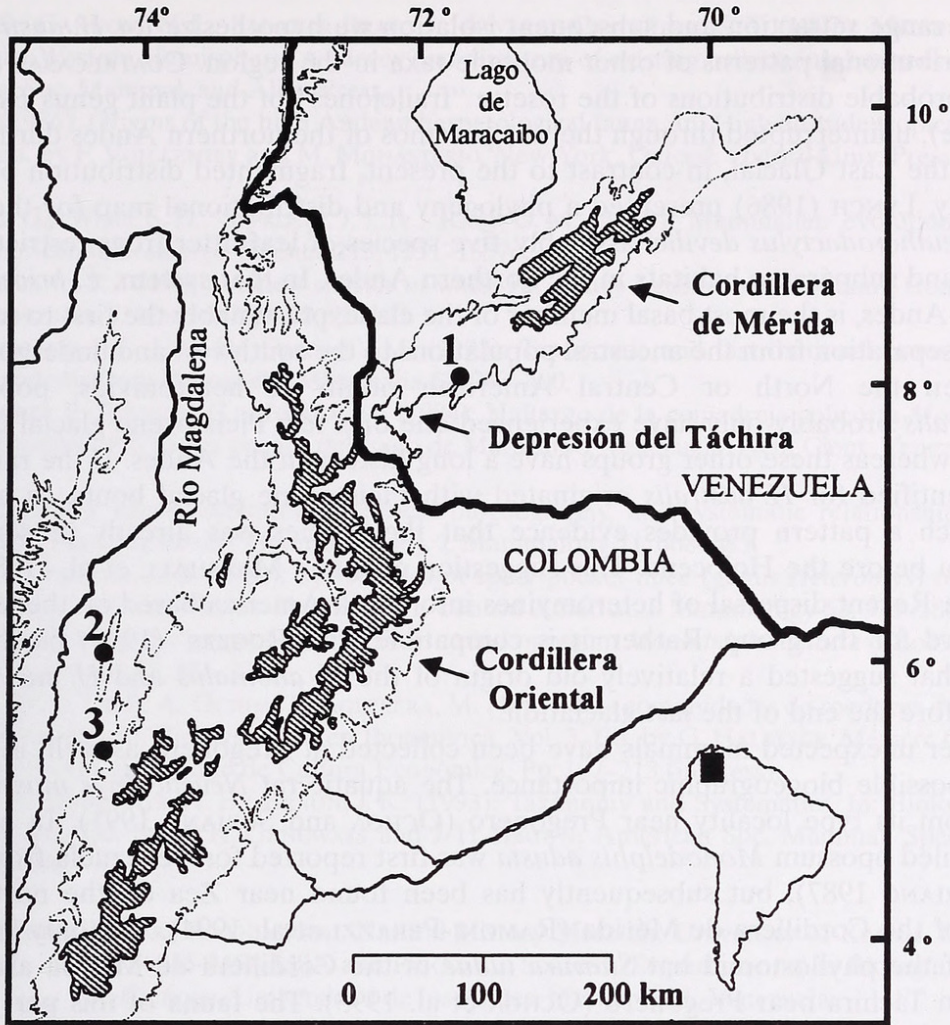 74°
72°
70°
Lago
de
Maracaibo
10°
Cordillera
de Mérida
1
8°
Depresión del Táchira
VENEZUELA
Río Magdalena
COLOMBIA
2
6°
Cordillera
Oriental
3
4°
0 100 200 km